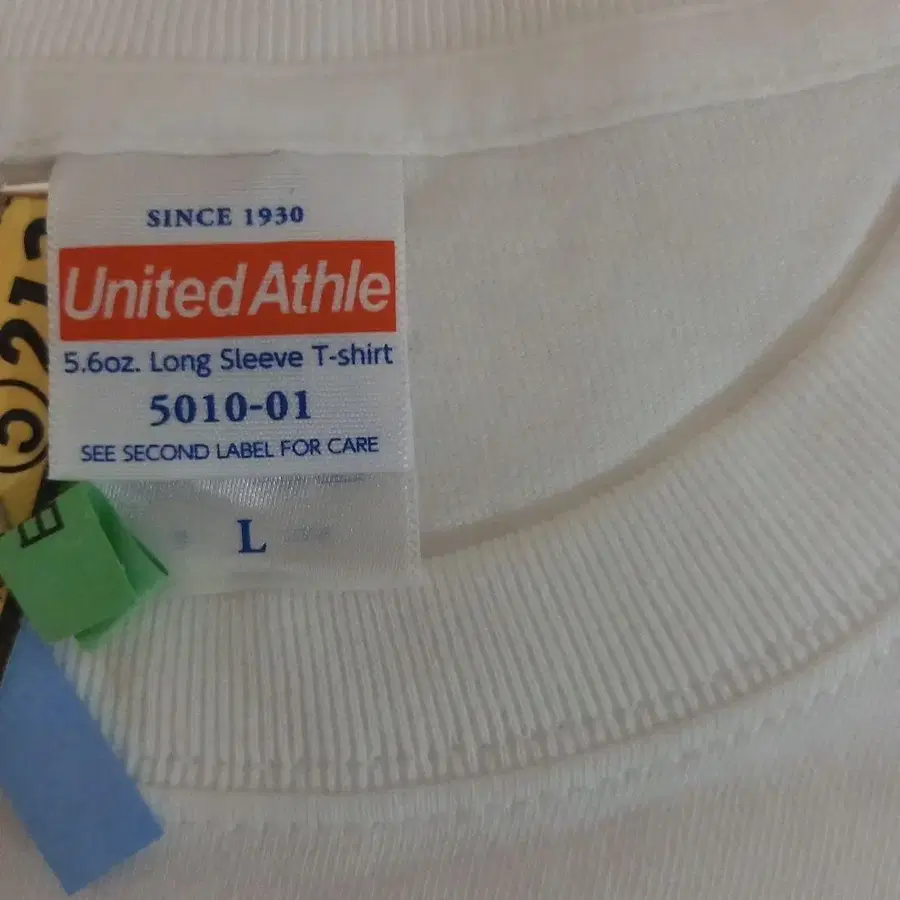 SINCE 1930
United Athle
5.6oz. Long Sleeve T-shirt
5010-01
SEE SECOND LABEL FOR CARE
L